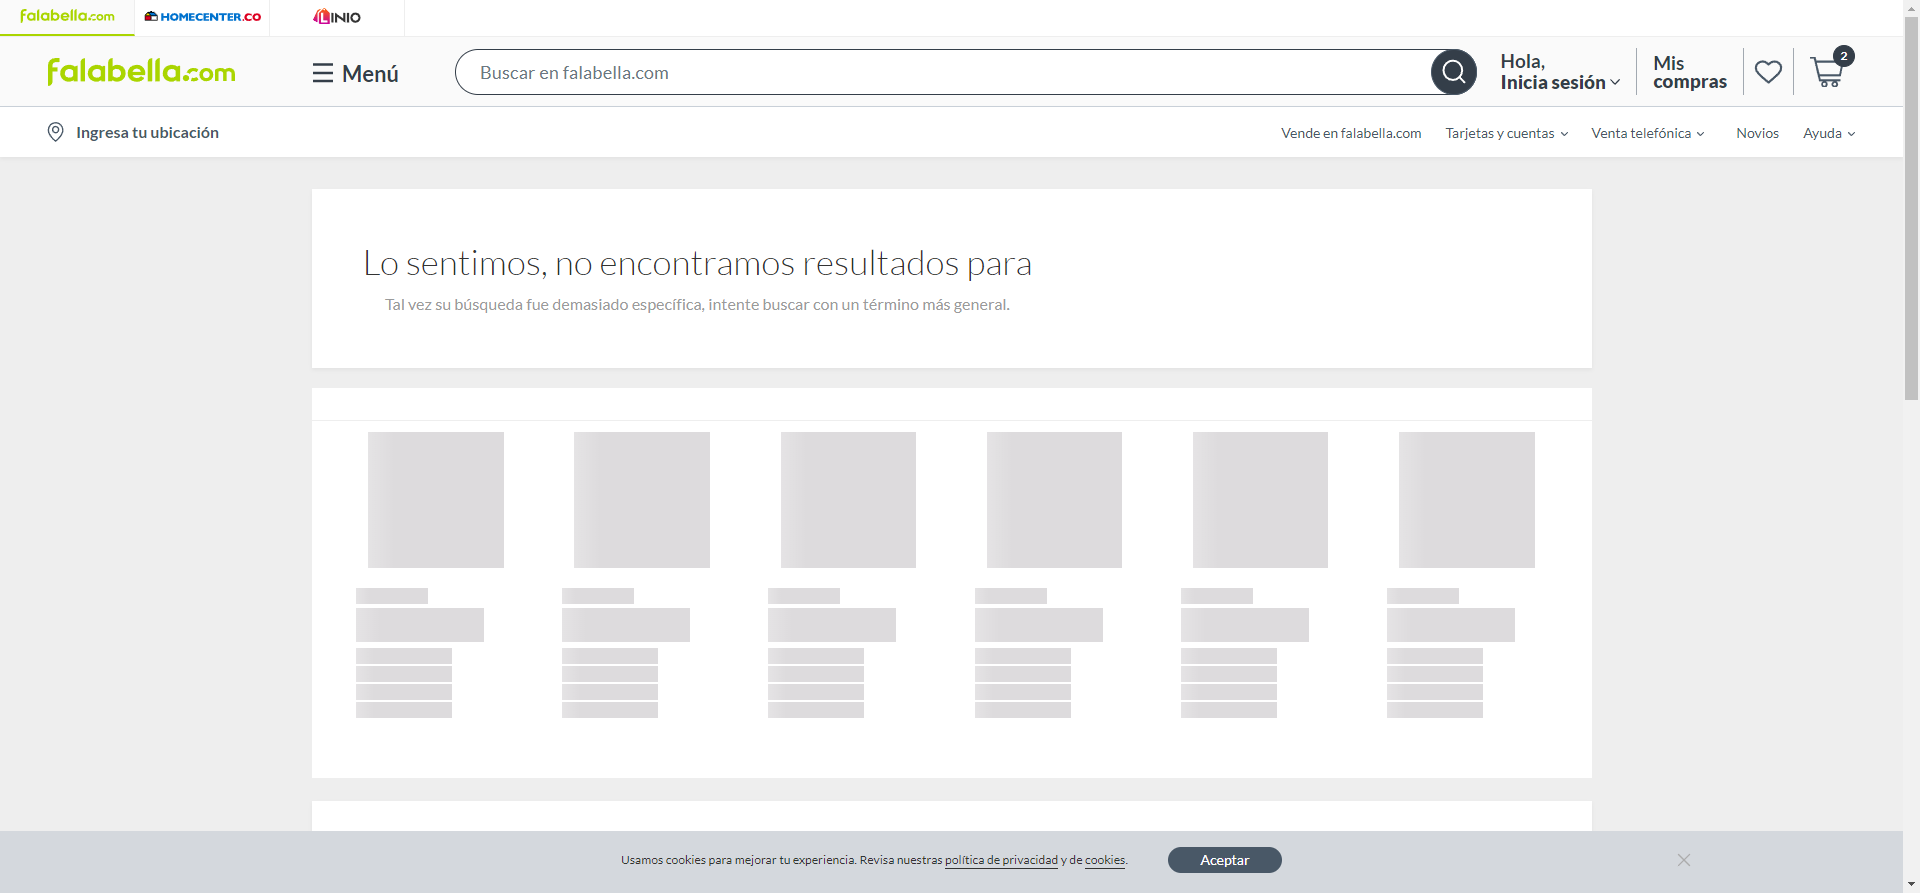 falabella.com
HOMECENTER.CO
LINIO
falabella.com
Menú
Buscar en falabella.com
Hola,
Inicia sesión
Mis
compras
2
Ingresa tu ubicación
Vende en falabella.com
Tarjetas y cuentas
Venta telefónica
Novios
Ayuda
Lo sentimos, no encontramos resultados para
Tal vez su búsqueda fue demasiado específica, intente buscar con un término más general.
Usamos cookies para mejorar tu experiencia. Revisa nuestras política de privacidad y de cookies.
Aceptar